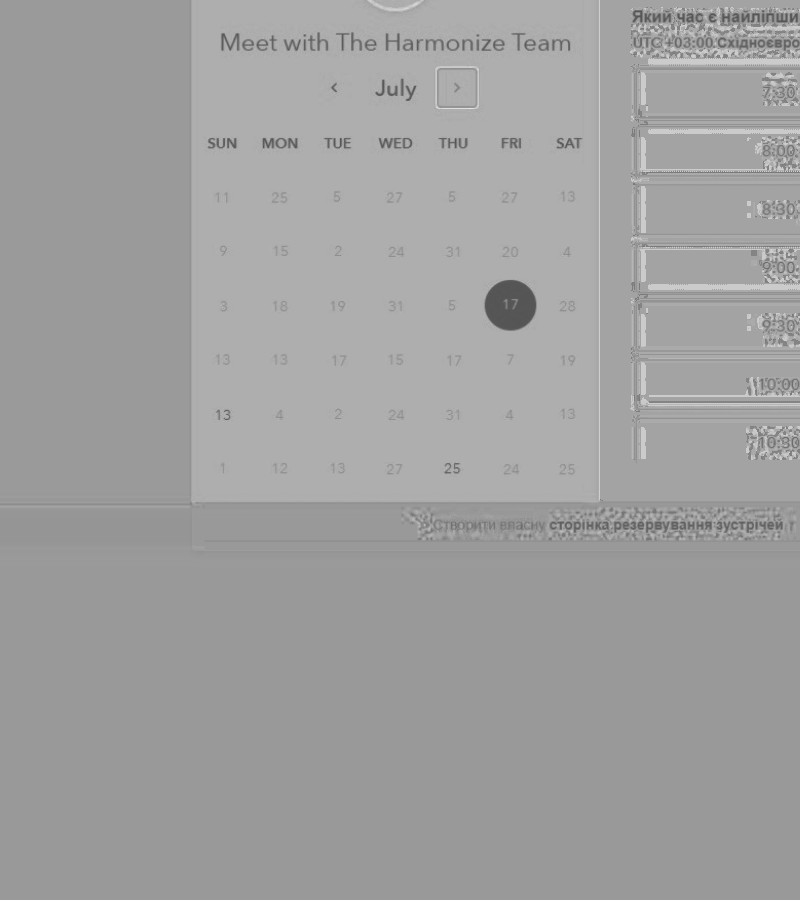 Meet with The Harmonize Team
July
SUN MON TUE WED THU FRI SAT
11 25 5 27 5 27 13
9 15 2 24 31 20 4
3 18 19 31 5 17 28
13 13 17 15 17 7 19
13 4 2 24 31 4 13
1 12 13 27 25 24 25
Який час є найліпши
UTC +03:00 Східноєвро
7:30
8:00
8:30
9:00
9:30
10:00
10:30
Створити власну сторінка резервування зустрічей